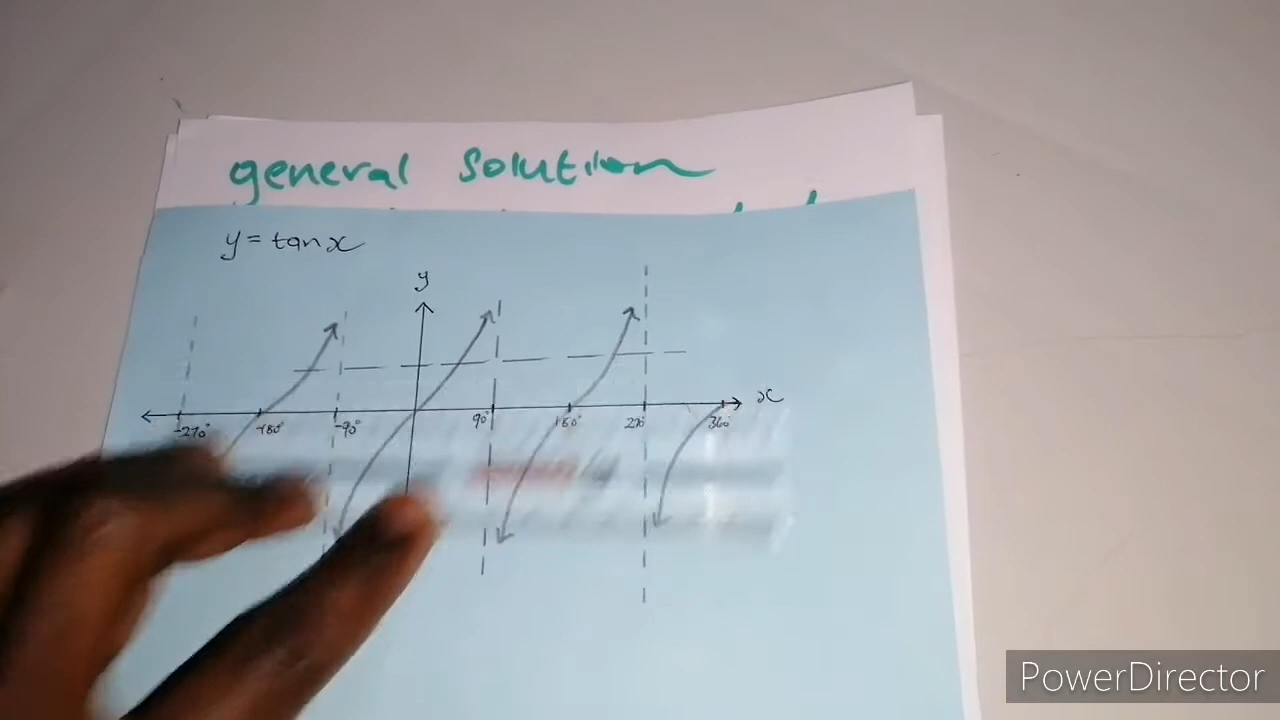 general solution
y = tan x
y
x
-270° -180° -90° 90° 180° 270 360°
PowerDirector